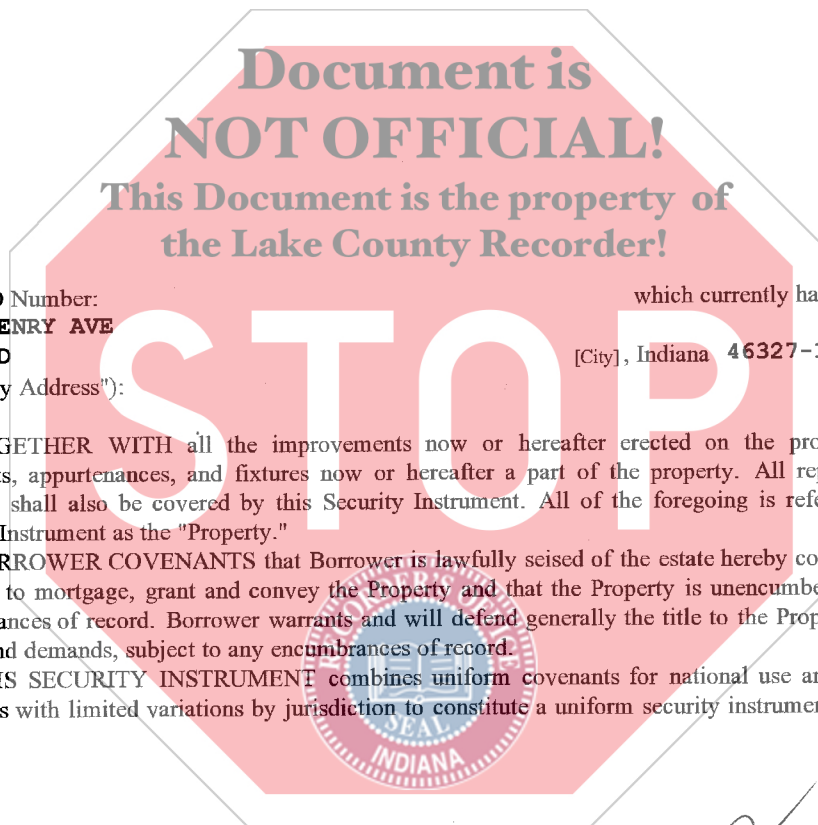 Document is
NOT OFFICIAL!
This Document is the property of
the Lake County Recorder!
Number: which currently ha
ENRY AVE
D [City], Indiana 46327-1
y Address"):
STOP
GETHER WITH all the improvements now or hereafter erected on the pro
s, appurtenances, and fixtures now or hereafter a part of the property. All rep
shall also be covered by this Security Instrument. All of the foregoing is refe
Instrument as the "Property."
RROWER COVENANTS that Borrower is lawfully seised of the estate hereby co
to mortgage, grant and convey the Property and that the Property is unencumbe
ances of record. Borrower warrants and will defend generally the title to the Prop
nd demands, subject to any encumbrances of record.
IS SECURITY INSTRUMENT combines uniform covenants for national use an
s with limited variations by jurisdiction to constitute a uniform security instrumen
RECORDER'S OFFICE
SEAL
INDIANA